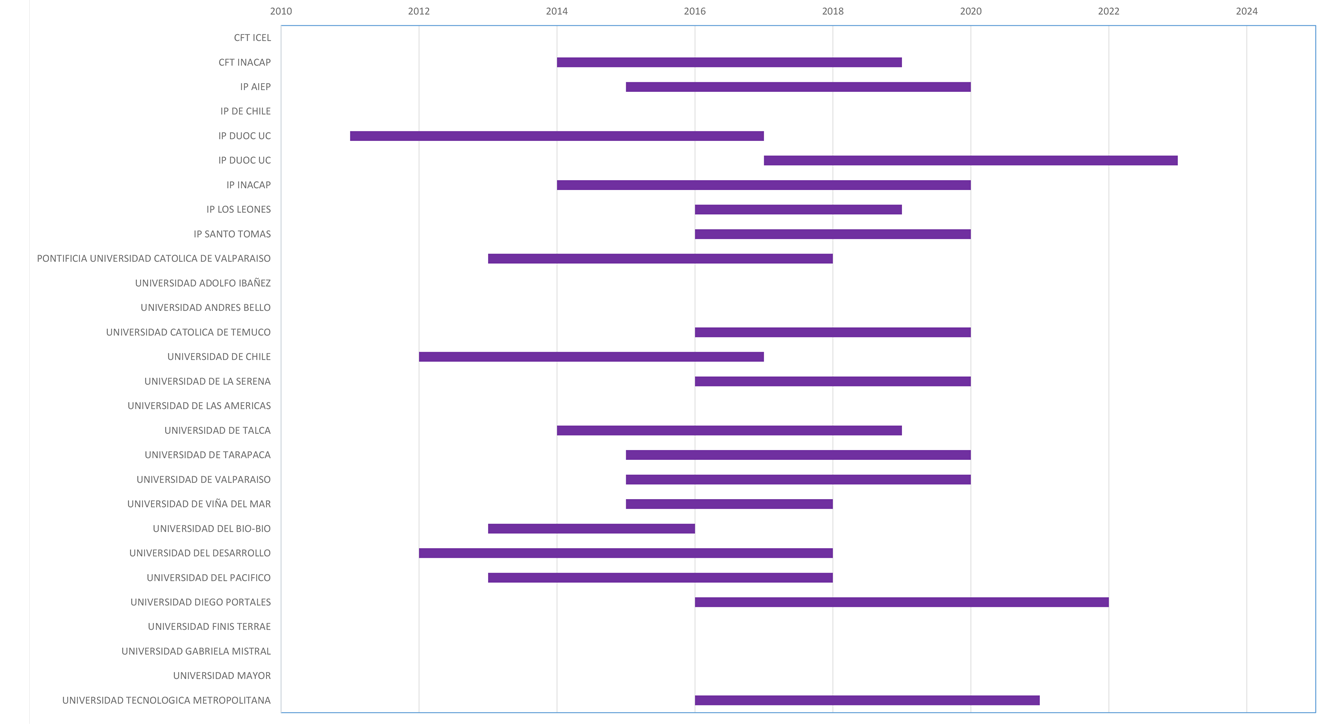 2010 2012 2014 2016 2018 2020 2022 2024
CFT ICEL
CFT INACAP
IP AIEP
IP DE CHILE
IP DUOC UC
IP DUOC UC
IP INACAP
IP LOS LEONES
IP SANTO TOMAS
PONTIFICIA UNIVERSIDAD CATOLICA DE VALPARAISO
UNIVERSIDAD ADOLFO IBAÑEZ
UNIVERSIDAD ANDRES BELLO
UNIVERSIDAD CATOLICA DE TEMUCO
UNIVERSIDAD DE CHILE
UNIVERSIDAD DE LA SERENA
UNIVERSIDAD DE LAS AMERICAS
UNIVERSIDAD DE TALCA
UNIVERSIDAD DE TARAPACA
UNIVERSIDAD DE VALPARAISO
UNIVERSIDAD DE VIÑA DEL MAR
UNIVERSIDAD DEL BIO-BIO
UNIVERSIDAD DEL DESARROLLO
UNIVERSIDAD DEL PACIFICO
UNIVERSIDAD DIEGO PORTALES
UNIVERSIDAD FINIS TERRAE
UNIVERSIDAD GABRIELA MISTRAL
UNIVERSIDAD MAYOR
UNIVERSIDAD TECNOLOGICA METROPOLITANA